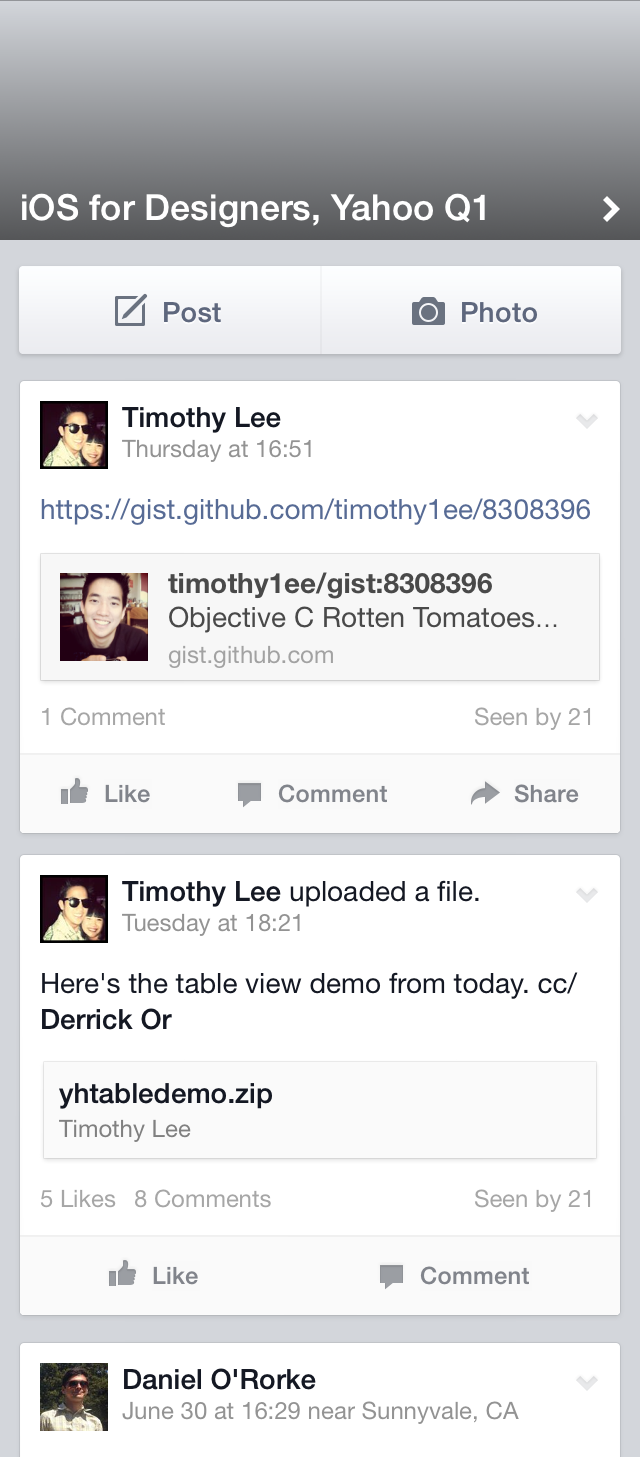 iOS for Designers, Yahoo Q1
Post
Photo
Timothy Lee
Thursday at 16:51
https://gist.github.com/timothy1ee/8308396
timothy1ee/gist:8308396
Objective C Rotten Tomatoes...
gist.github.com
1 Comment
Seen by 21
Like
Comment
Share
Timothy Lee uploaded a file.
Tuesday at 18:21
Here's the table view demo from today. cc/
Derrick Or
yhtabledemo.zip
Timothy Lee
5 Likes 8 Comments
Seen by 21
Like
Comment
Daniel O'Rorke
June 30 at 16:29 near Sunnyvale, CA